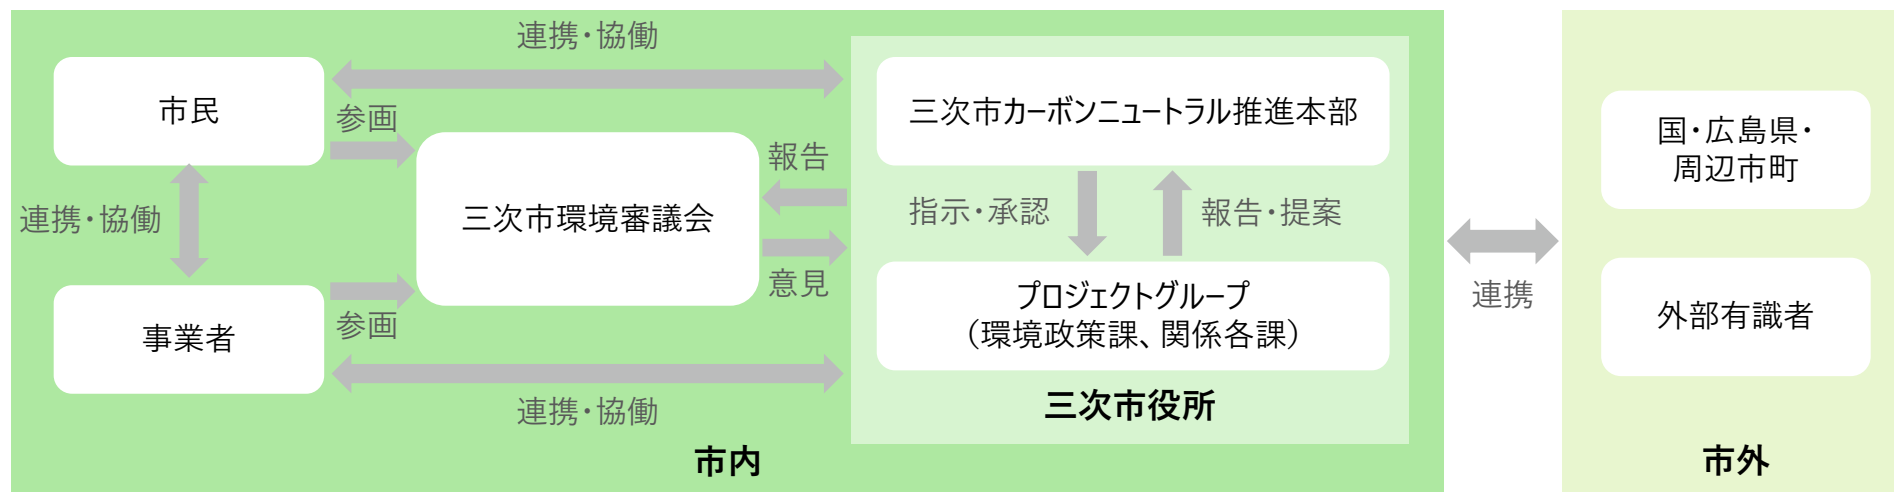 連携・協働
市民
参画
三次市カーボンニュートラル推進本部
国・広島県・
周辺市町
報告
連携・協働
三次市環境審議会
指示・承認
報告・提案
意見
連携
事業者
参画
プロジェクトグループ
（環境政策課、関係各課）
外部有識者
連携・協働
三次市役所
市内
市外